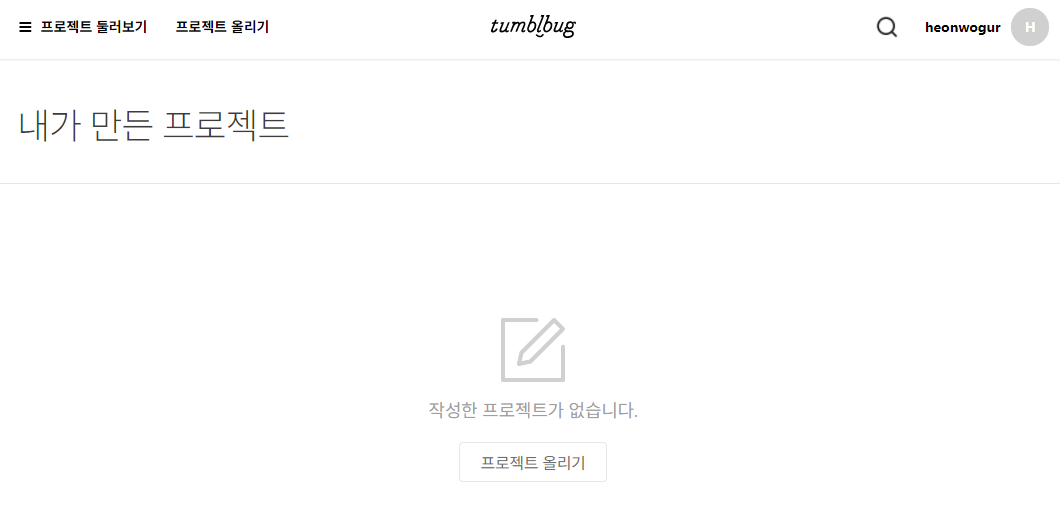 프로젝트 둘러보기 프로젝트 올리기 tumblbug heonwogur H
내가 만든 프로젝트
작성한 프로젝트가 없습니다.
프로젝트 올리기